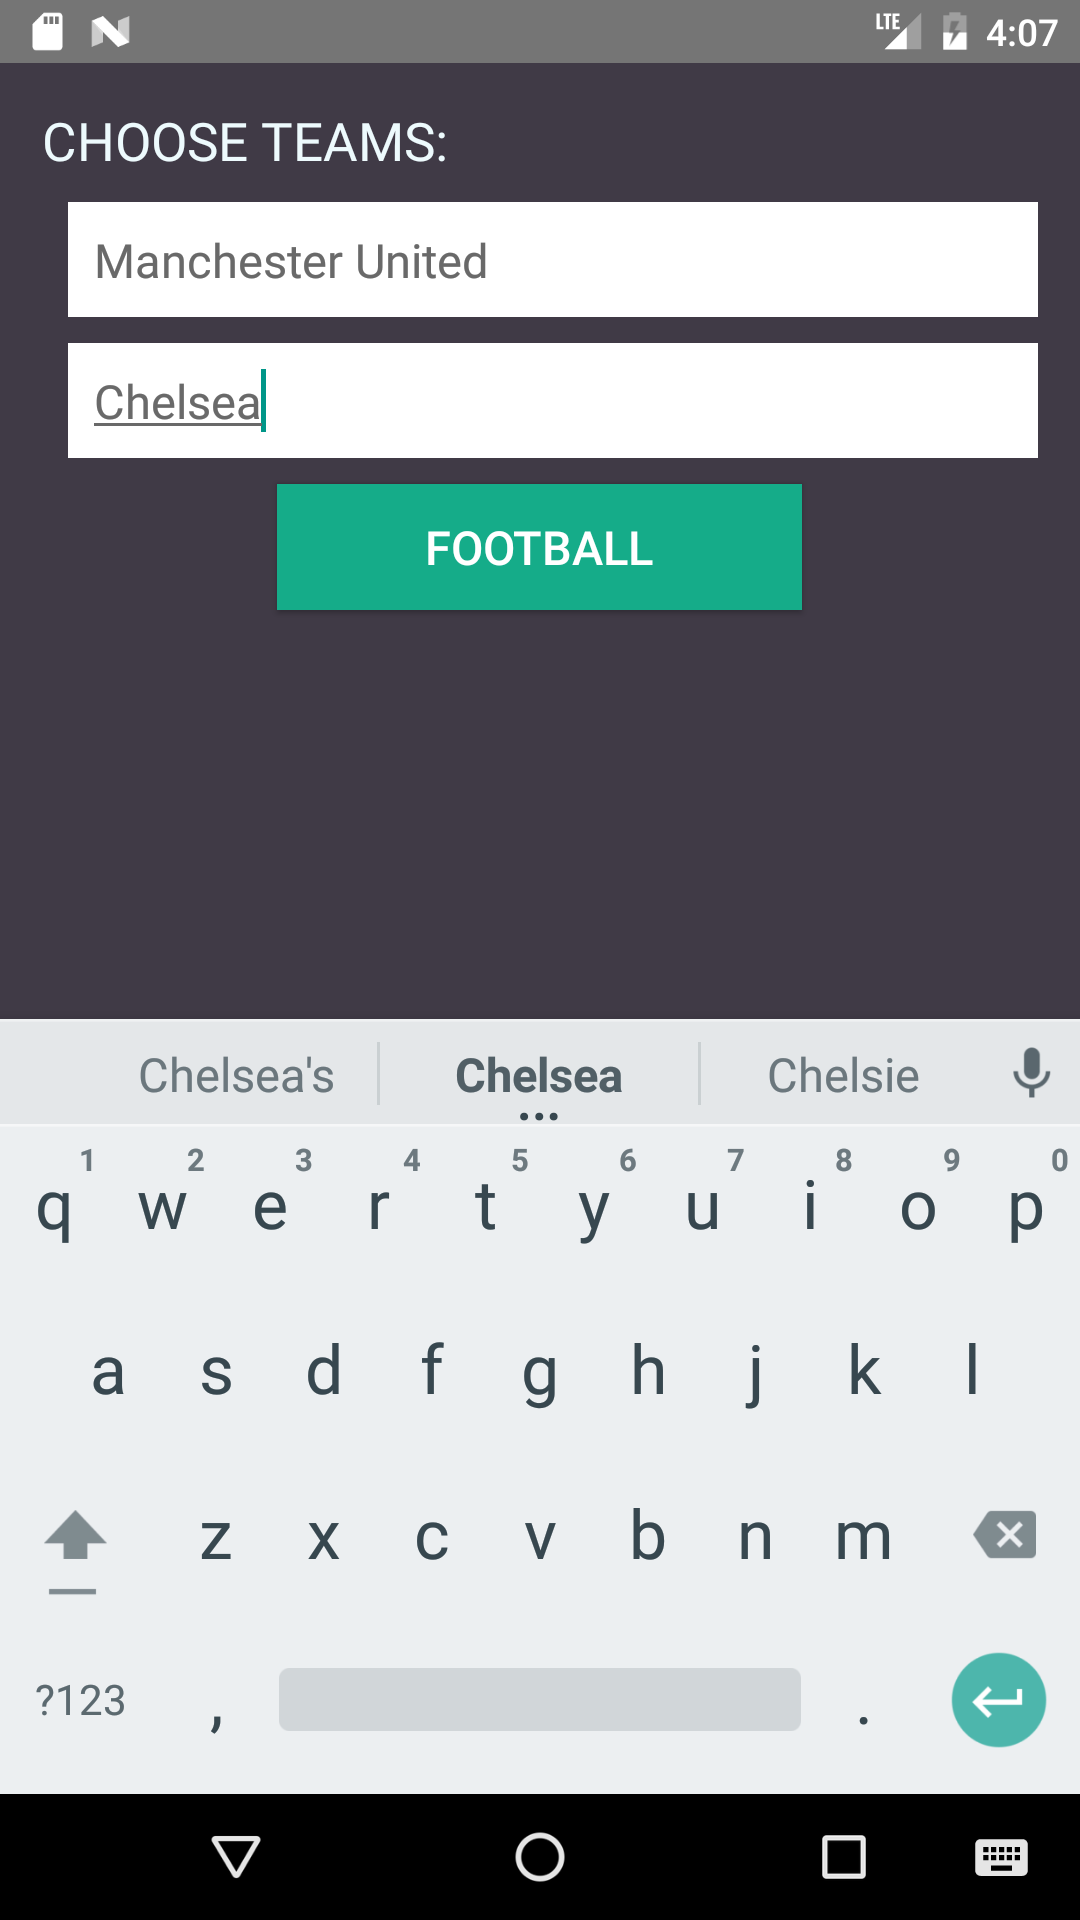 LTE 4:07
CHOOSE TEAMS:
Manchester United
Chelsea
FOOTBALL
Chelsea's Chelsea Chelsie
1 2 3 4 5 6 7 8 9 0
q w e r t y u i o p
a s d f g h j k l
z x c v b n m
?123 , .